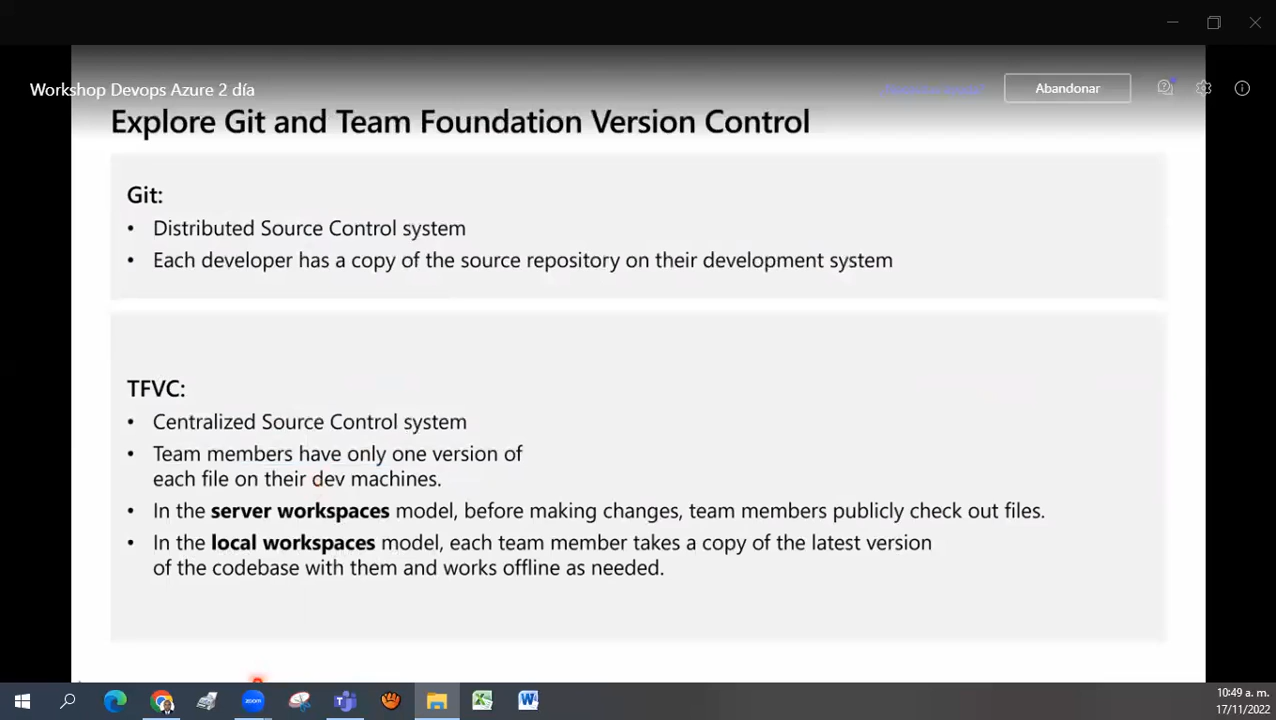 Workshop Devops Azure 2 día
Abandonar
Explore Git and Team Foundation Version Control
Git:
• Distributed Source Control system
• Each developer has a copy of the source repository on their development system
TFVC:
• Centralized Source Control system
• Team members have only one version of
each file on their dev machines.
• In the server workspaces model, before making changes, team members publicly check out files.
• In the local workspaces model, each team member takes a copy of the latest version
of the codebase with them and works offline as needed.
zoom
10:49 a. m.
17/11/2022